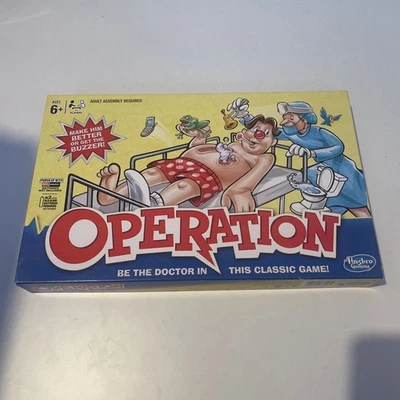 AGES
6+
ADULT ASSEMBLY REQUIRED
MAKE HIM
BETTER
OR GET THE
BUZZER!
OPERATION
BE THE DOCTOR IN THIS CLASSIC GAME!
Hasbro
Gaming